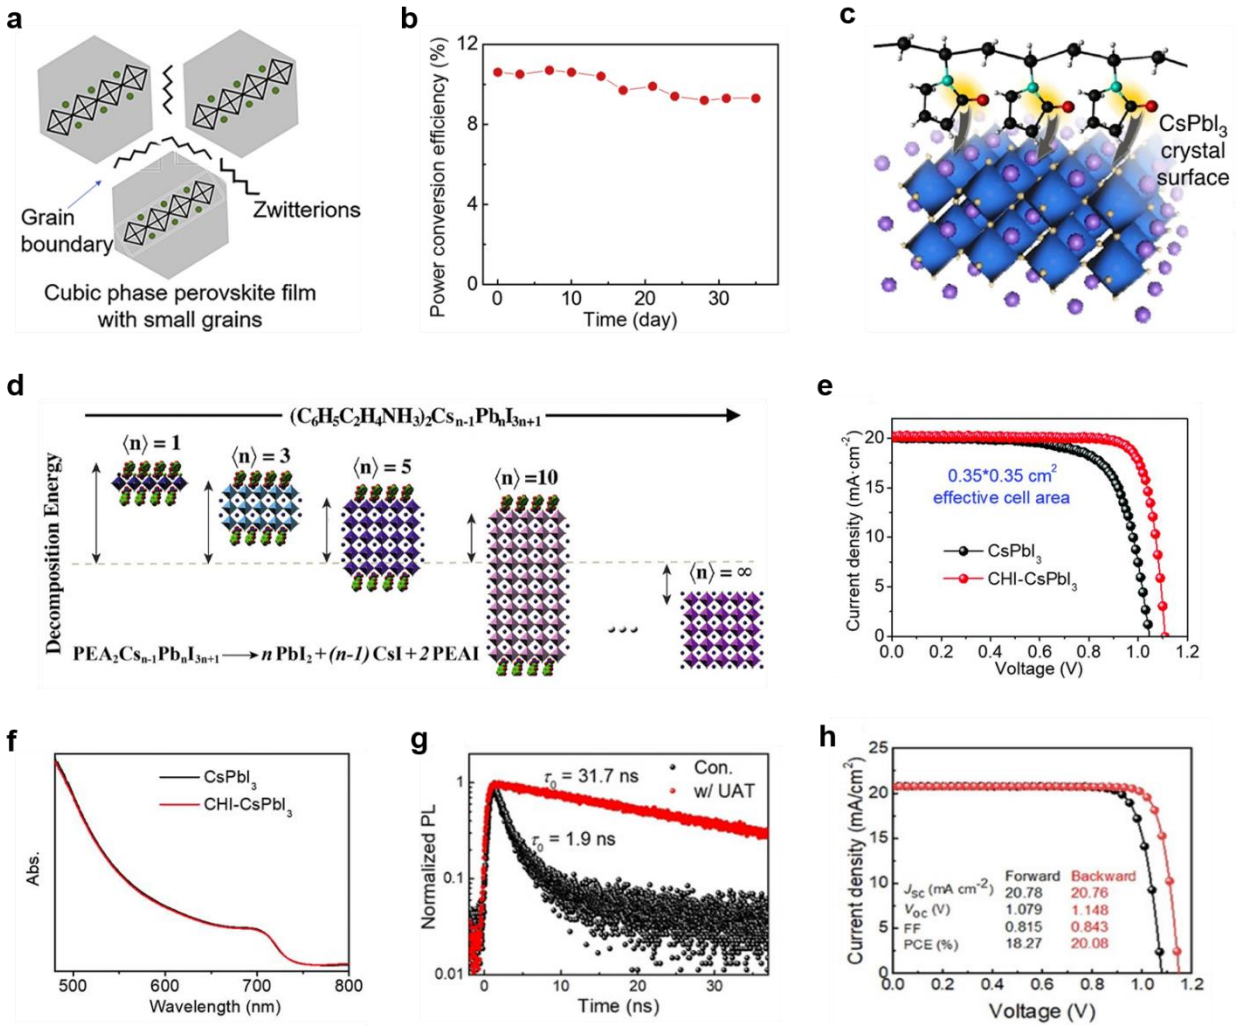 a
Grain
boundary
Zwitterions
Cubic phase perovskite film
with small grains
b
Power conversion efficiency (%)
12
8
4
0
0
10
20
30
Time (day)
c
CsPbI₃
crystal
surface
d
(C₆H₅C₂H₄NH₃)₂Csₙ₋₁PbₙI₃ₙ₊₁
Decomposition Energy
⟨n⟩ = 1
⟨n⟩ = 3
⟨n⟩ = 5
⟨n⟩ =10
⟨n⟩ = ∞
PEA₂Csₙ₋₁PbₙI₃ₙ₊₁ ⟶ n PbI₂ + (n-1) CsI + 2 PEAI
e
Current density (mA·cm⁻²)
20
15
10
5
0
0.35*0.35 cm²
effective cell area
CsPbI₃
CHI-CsPbI₃
0.0
0.2
0.4
0.6
0.8
1.0
1.2
Voltage (V)
f
Abs.
CsPbI₃
CHI-CsPbI₃
500
600
700
800
Wavelength (nm)
g
Normalized PL
1
0.1
0.01
τ₀ = 31.7 ns
τ₀ = 1.9 ns
Con.
w/ UAT
0
10
20
30
Time (ns)
h
Current density (mA/cm²)
25
20
15
10
5
0
Forward Backward
J_SC (mA cm⁻²) 20.78 20.76
V_OC (V) 1.079 1.148
FF 0.815 0.843
PCE (%) 18.27 20.08
0.0
0.2
0.4
0.6
0.8
1.0
1.2
Voltage (V)